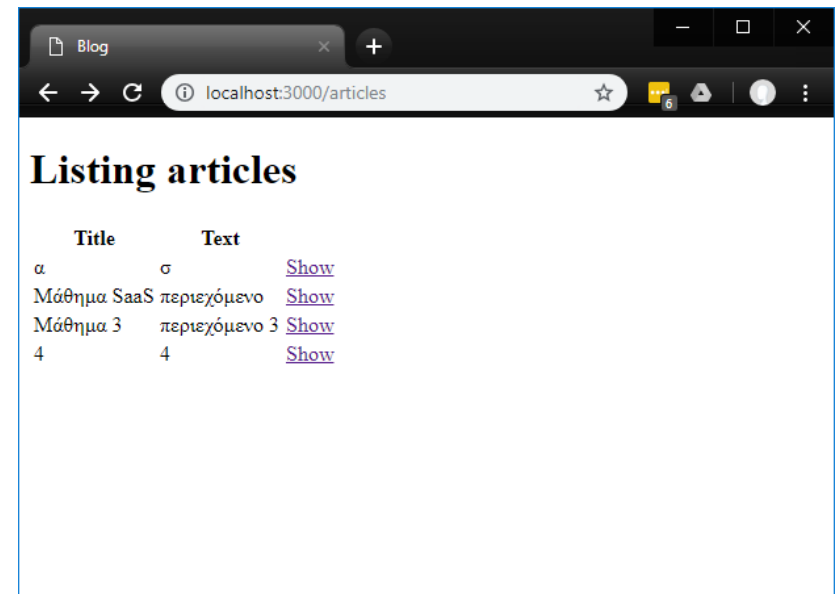 Blog
localhost:3000/articles
6
Listing articles
Title Text
α σ Show
Μάθημα SaaS περιεχόμενο Show
Μάθημα 3 περιεχόμενο 3 Show
4 4 Show